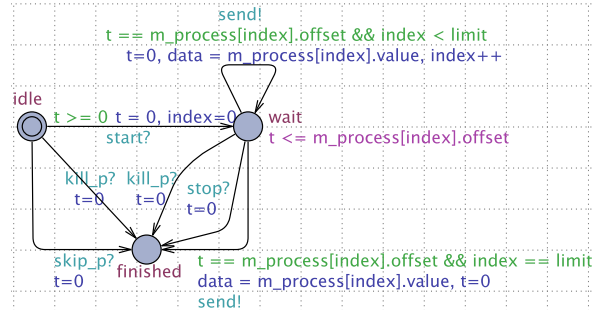 send!
t == m_process[index].offset && index < limit
t=0, data = m_process[index].value, index++
idle
t >= 0 t = 0, index=0
wait
start?
t <= m_process[index].offset
kill_p? kill_p?
t=0 t=0
stop?
t=0
skip_p?
t=0
finished
t == m_process[index].offset && index == limit
data = m_process[index].value, t=0
send!